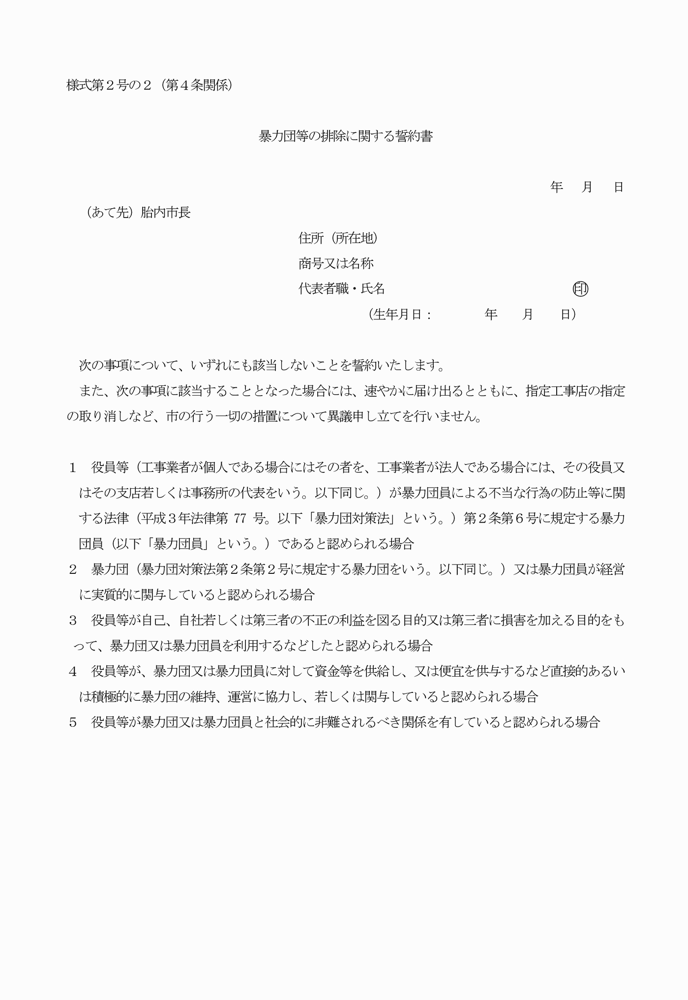 様式第２号の２（第４条関係）
暴力団等の排除に関する誓約書
年　月　日
（あて先）胎内市長
住所（所在地）
商号又は名称
代表者職・氏名　㊞
（生年月日：　　　年　月　日）
次の事項について、いずれにも該当しないことを誓約いたします。
また、次の事項に該当することとなった場合には、速やかに届け出るとともに、指定工事店の指定
の取り消しなど、市の行う一切の措置について異議申し立てを行いません。
１　役員等（工事業者が個人である場合にはその者を、工事業者が法人である場合には、その役員又
はその支店若しくは事務所の代表をいう。以下同じ。）が暴力団員による不当な行為の防止等に関
する法律（平成３年法律第 77 号。以下「暴力団対策法」という。）第２条第６号に規定する暴力
団員（以下「暴力団員」という。）であると認められる場合
２　暴力団（暴力団対策法第２条第２号に規定する暴力団をいう。以下同じ。）又は暴力団員が経営
に実質的に関与していると認められる場合
３　役員等が自己、自社若しくは第三者の不正の利益を図る目的又は第三者に損害を加える目的をも
って、暴力団又は暴力団員を利用するなどしたと認められる場合
４　役員等が、暴力団又は暴力団員に対して資金等を供給し、又は便宜を供与するなど直接的あるい
は積極的に暴力団の維持、運営に協力し、若しくは関与していると認められる場合
５　役員等が暴力団又は暴力団員と社会的に非難されるべき関係を有していると認められる場合